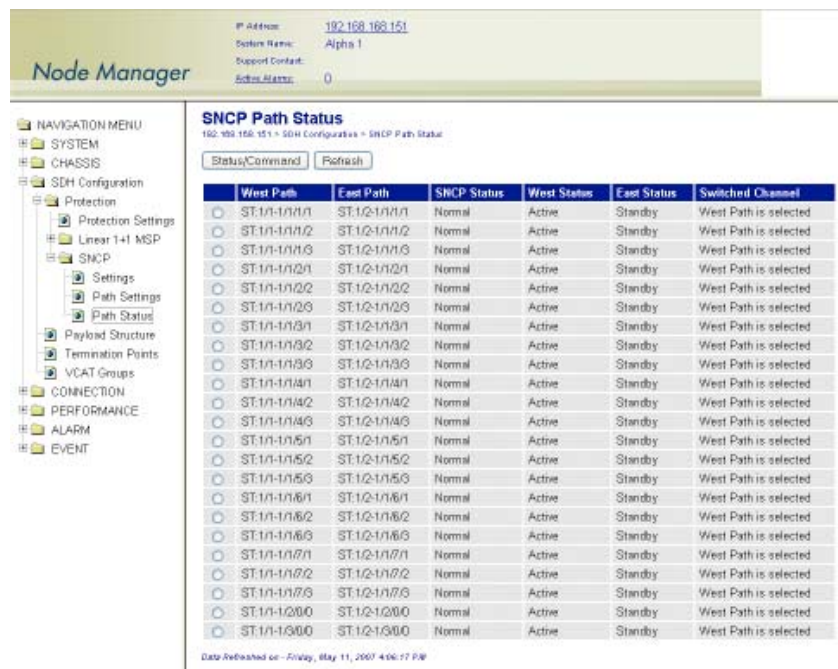 Node Manager
IP Address: 192.168.168.151
System Name: Alpha 1
Support Contact:
Active Alarms: 0
NAVIGATION MENU
SYSTEM
CHASSIS
SDH Configuration
Protection
Protection Settings
Linear 1+1 MSP
SNCP
Settings
Path Settings
Path Status
Payload Structure
Termination Points
VCAT Groups
CONNECTION
PERFORMANCE
ALARM
EVENT
SNCP Path Status
192.168.168.151 > SDH Configuration > SNCP Path Status
Status/Command Refresh
West Path East Path SNCP Status West Status East Status Switched Channel
ST:1/1-1/1/1/1 ST:1/2-1/1/1/1 Normal Active Standby West Path is selected
ST:1/1-1/1/1/2 ST:1/2-1/1/1/2 Normal Active Standby West Path is selected
ST:1/1-1/1/1/3 ST:1/2-1/1/1/3 Normal Active Standby West Path is selected
ST:1/1-1/1/2/1 ST:1/2-1/1/2/1 Normal Active Standby West Path is selected
ST:1/1-1/1/2/2 ST:1/2-1/1/2/2 Normal Active Standby West Path is selected
ST:1/1-1/1/2/3 ST:1/2-1/1/2/3 Normal Active Standby West Path is selected
ST:1/1-1/1/3/1 ST:1/2-1/1/3/1 Normal Active Standby West Path is selected
ST:1/1-1/1/3/2 ST:1/2-1/1/3/2 Normal Active Standby West Path is selected
ST:1/1-1/1/3/3 ST:1/2-1/1/3/3 Normal Active Standby West Path is selected
ST:1/1-1/1/4/1 ST:1/2-1/1/4/1 Normal Active Standby West Path is selected
ST:1/1-1/1/4/2 ST:1/2-1/1/4/2 Normal Active Standby West Path is selected
ST:1/1-1/1/4/3 ST:1/2-1/1/4/3 Normal Active Standby West Path is selected
ST:1/1-1/1/5/1 ST:1/2-1/1/5/1 Normal Active Standby West Path is selected
ST:1/1-1/1/5/2 ST:1/2-1/1/5/2 Normal Active Standby West Path is selected
ST:1/1-1/1/5/3 ST:1/2-1/1/5/3 Normal Active Standby West Path is selected
ST:1/1-1/1/6/1 ST:1/2-1/1/6/1 Normal Active Standby West Path is selected
ST:1/1-1/1/6/2 ST:1/2-1/1/6/2 Normal Active Standby West Path is selected
ST:1/1-1/1/6/3 ST:1/2-1/1/6/3 Normal Active Standby West Path is selected
ST:1/1-1/1/7/1 ST:1/2-1/1/7/1 Normal Active Standby West Path is selected
ST:1/1-1/1/7/2 ST:1/2-1/1/7/2 Normal Active Standby West Path is selected
ST:1/1-1/1/7/3 ST:1/2-1/1/7/3 Normal Active Standby West Path is selected
ST:1/1-1/2/0/0 ST:1/2-1/2/0/0 Normal Active Standby West Path is selected
ST:1/1-1/3/0/0 ST:1/2-1/3/0/0 Normal Active Standby West Path is selected
Data Refreshed on - Friday, May 11, 2007 4:06:17 PM